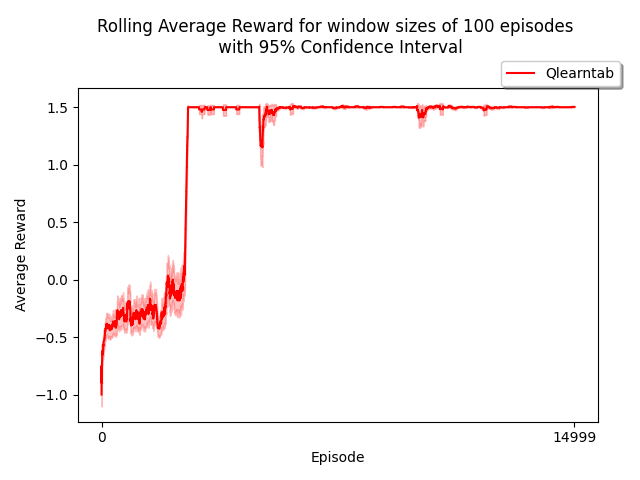 Rolling Average Reward for window sizes of 100 episodes
with 95% Confidence Interval
Qlearntab
1.5
1.0
0.5
0.0
−0.5
−1.0
Average Reward
0
14999
Episode